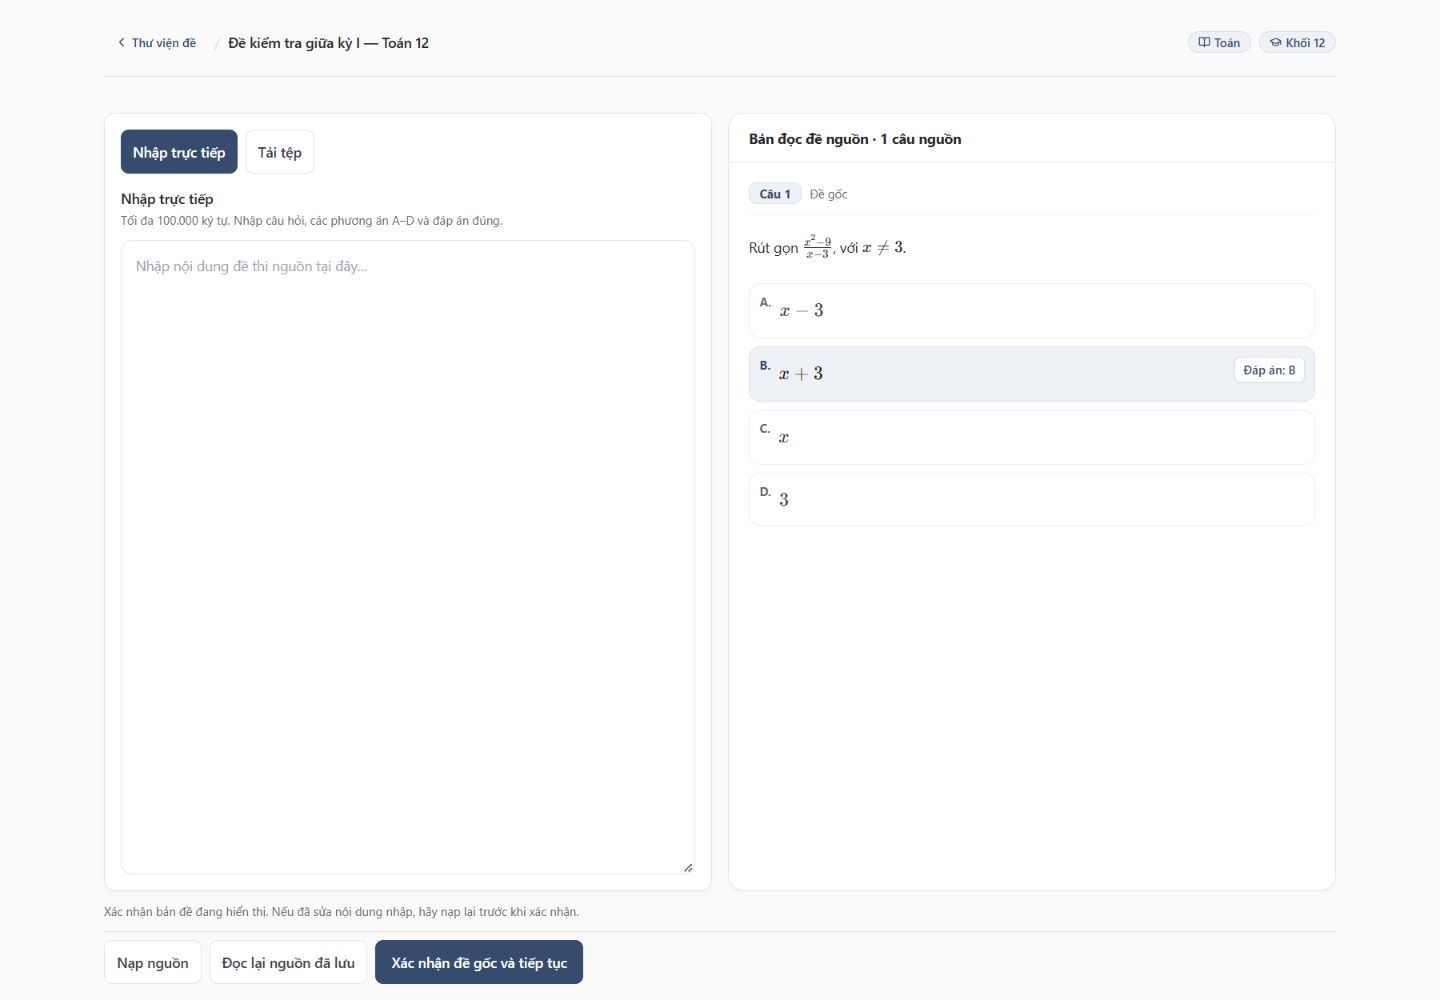 Thư viện đề / Đề kiểm tra giữa kỳ I — Toán 12
Toán
Khối 12
Nhập trực tiếp
Tải tệp
Nhập trực tiếp
Tối đa 100.000 ký tự. Nhập câu hỏi, các phương án A–D và đáp án đúng.
Nhập nội dung đề thi nguồn tại đây...
Bản đọc đề nguồn · 1 câu nguồn
Câu 1 Đề gốc
Rút gọn $\frac{x^2-9}{x-3}$, với $x \neq 3$.
A. x − 3
B. x + 3
Đáp án: B
C. x
D. 3
Xác nhận bản đề đang hiển thị. Nếu đã sửa nội dung nhập, hãy nạp lại trước khi xác nhận.
Nạp nguồn
Đọc lại nguồn đã lưu
Xác nhận đề gốc và tiếp tục